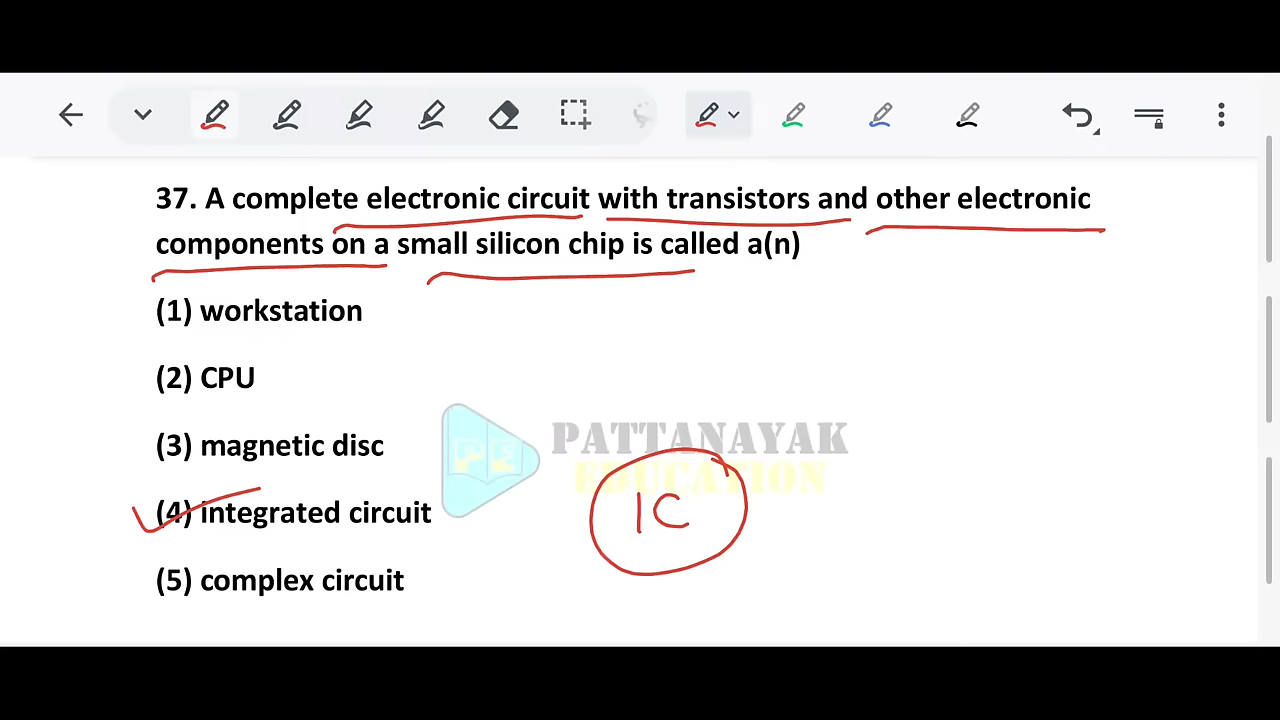 37. A complete electronic circuit with transistors and other electronic
components on a small silicon chip is called a(n)
(1) workstation
(2) CPU
(3) magnetic disc
PATTANAYAK
EDUCATION
(4) integrated circuit
IC
(5) complex circuit